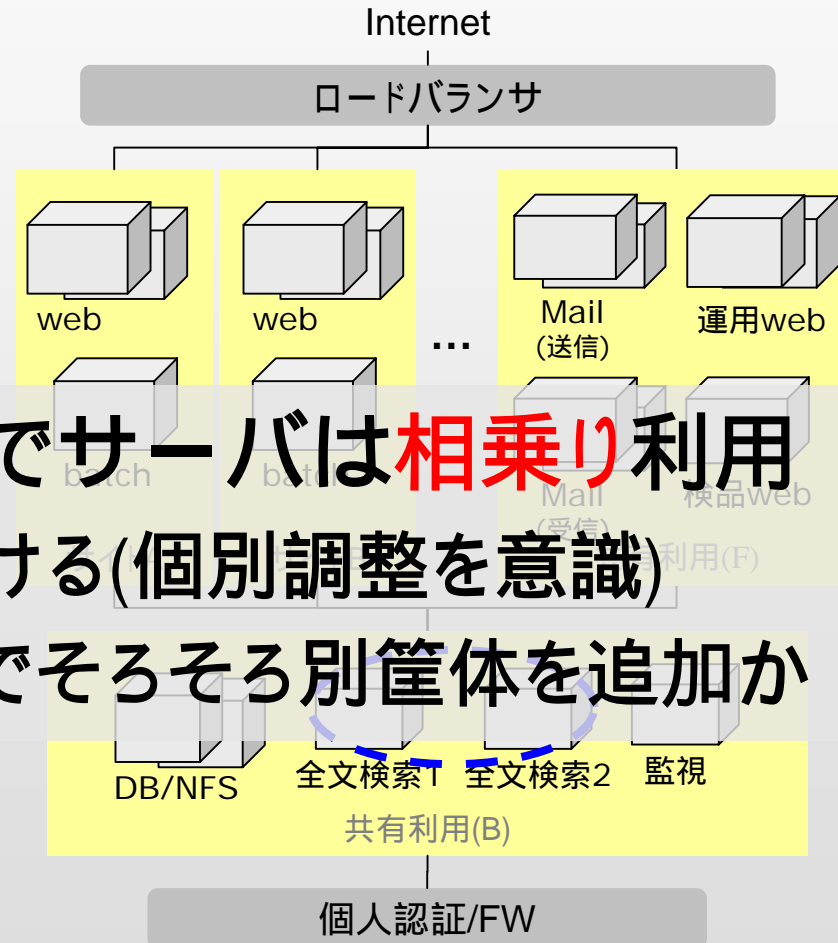 Internet
ロードバランサ
web
web
...
Mail
(送信)
運用web
でサーバは相乗り利用
batch
batch
Mail
(受信)
検品web
ける(個別調整を意識)
有利用(F)
でそろそろ別筐体を追加か
DB/NFS
全文検索1
全文検索2
監視
共有利用(B)
個人認証/FW